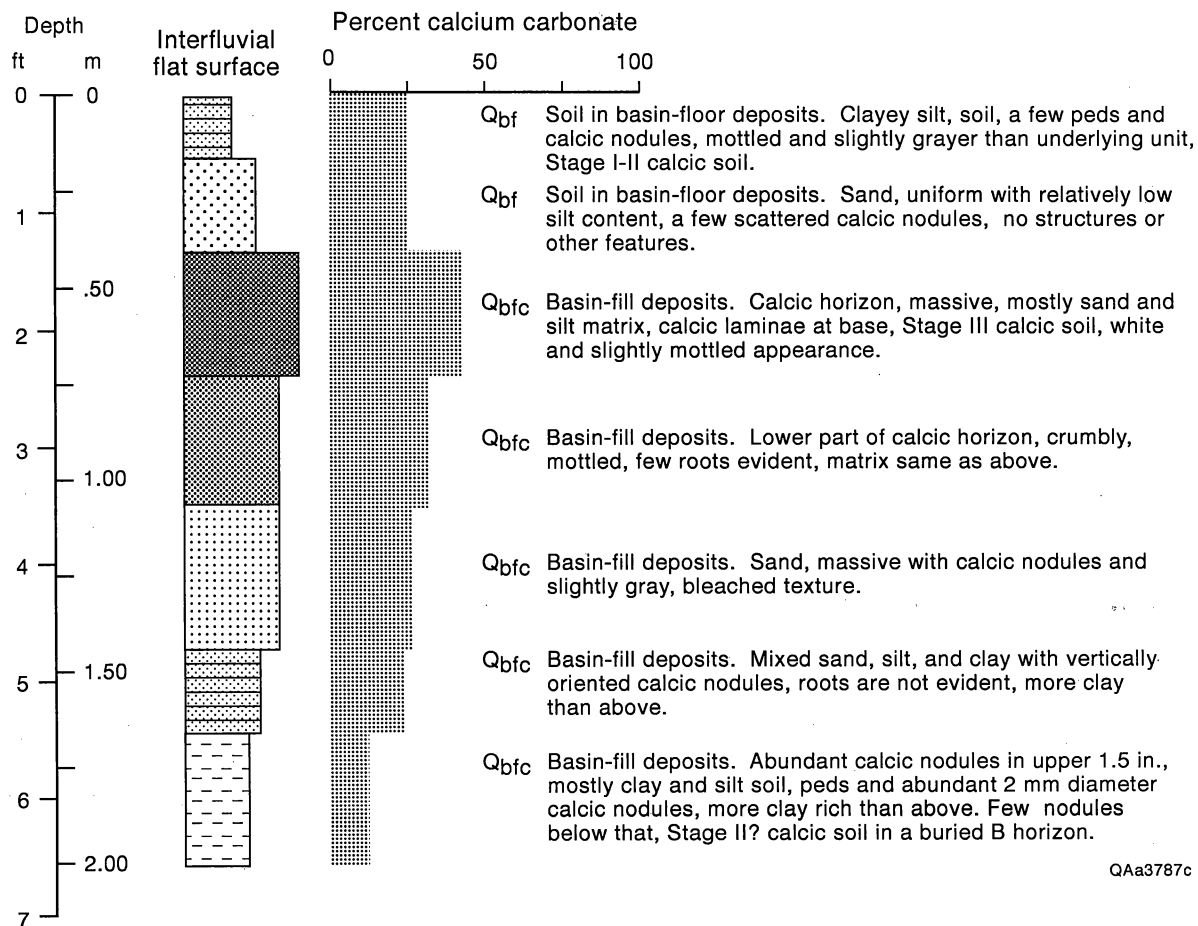 Depth
ft
m
Interfluvial
flat surface
Percent calcium carbonate
0
50
100
0
1
2
3
4
5
6
7
0
.50
1.00
1.50
2.00
Qbf Soil in basin-floor deposits. Clayey silt, soil, a few peds and
calcic nodules, mottled and slightly grayer than underlying unit,
Stage I-II calcic soil.
Qbf Soil in basin-floor deposits. Sand, uniform with relatively low
silt content, a few scattered calcic nodules, no structures or
other features.
Qbfc Basin-fill deposits. Calcic horizon, massive, mostly sand and
silt matrix, calcic laminae at base, Stage III calcic soil, white
and slightly mottled appearance.
Qbfc Basin-fill deposits. Lower part of calcic horizon, crumbly,
mottled, few roots evident, matrix same as above.
Qbfc Basin-fill deposits. Sand, massive with calcic nodules and
slightly gray, bleached texture.
Qbfc Basin-fill deposits. Mixed sand, silt, and clay with vertically
oriented calcic nodules, roots are not evident, more clay
than above.
Qbfc Basin-fill deposits. Abundant calcic nodules in upper 1.5 in.,
mostly clay and silt soil, peds and abundant 2 mm diameter
calcic nodules, more clay rich than above. Few nodules
below that, Stage II? calcic soil in a buried B horizon.
QAa3787c